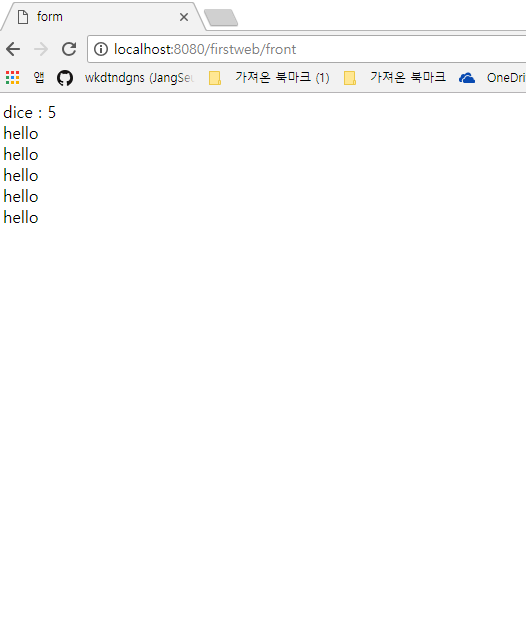 form
localhost:8080/firstweb/front
앱 wkdtndgns (JangSeu 가져온 북마크 (1) 가져온 북마크 OneDri
dice : 5
hello
hello
hello
hello
hello